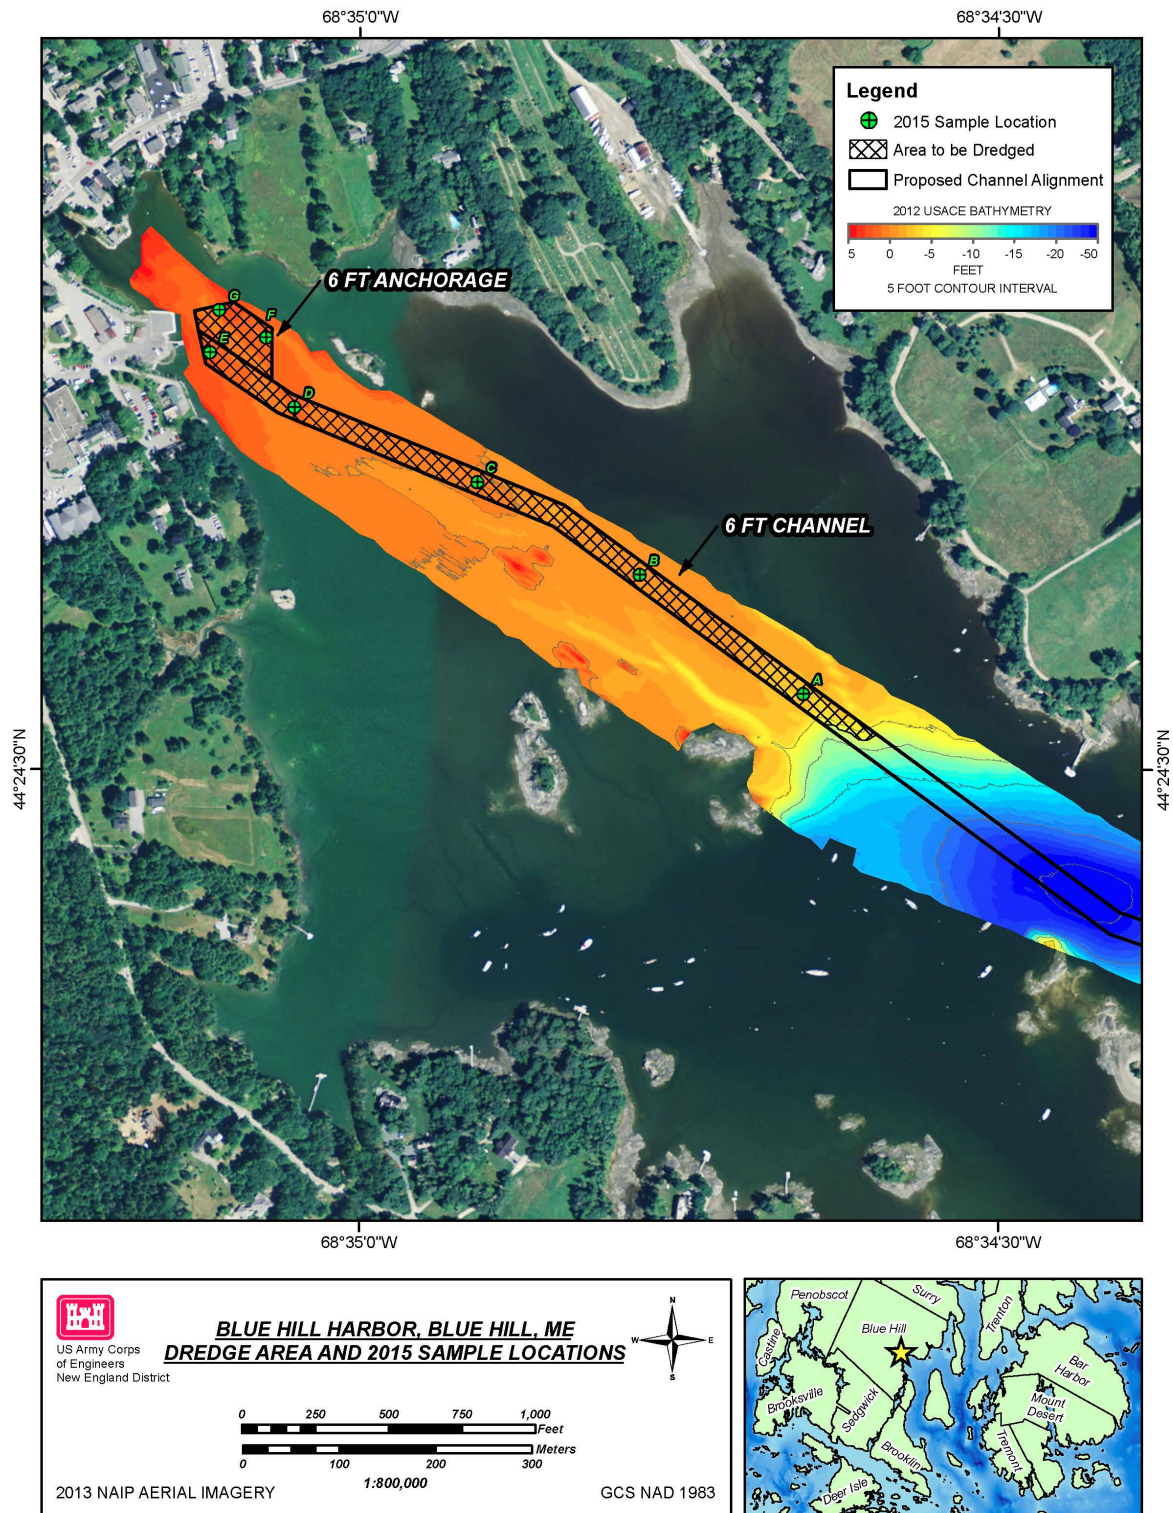 68°35'0"W
68°34'30"W
Legend
2015 Sample Location
Area to be Dredged
Proposed Channel Alignment
2012 USACE BATHYMETRY
5 0 -5 -10 -15 -20 -50
FEET
5 FOOT CONTOUR INTERVAL
6 FT ANCHORAGE
G
F
E
D
C
6 FT CHANNEL
B
A
44°24'30"N
44°24'30"N
68°35'0"W
68°34'30"W
US Army Corps
of Engineers
New England District
BLUE HILL HARBOR, BLUE HILL, ME
DREDGE AREA AND 2015 SAMPLE LOCATIONS
N
W
E
S
0 250 500 750 1,000
Feet
Meters
0 100 200 300
1:800,000
2013 NAIP AERIAL IMAGERY
GCS NAD 1983
Penobscot
Surry
Trenton
Castine
Blue Hill
Bar
Harbor
Brooksville
Sedgwick
Mount
Desert
Tremont
Brooklin
Deer Isle